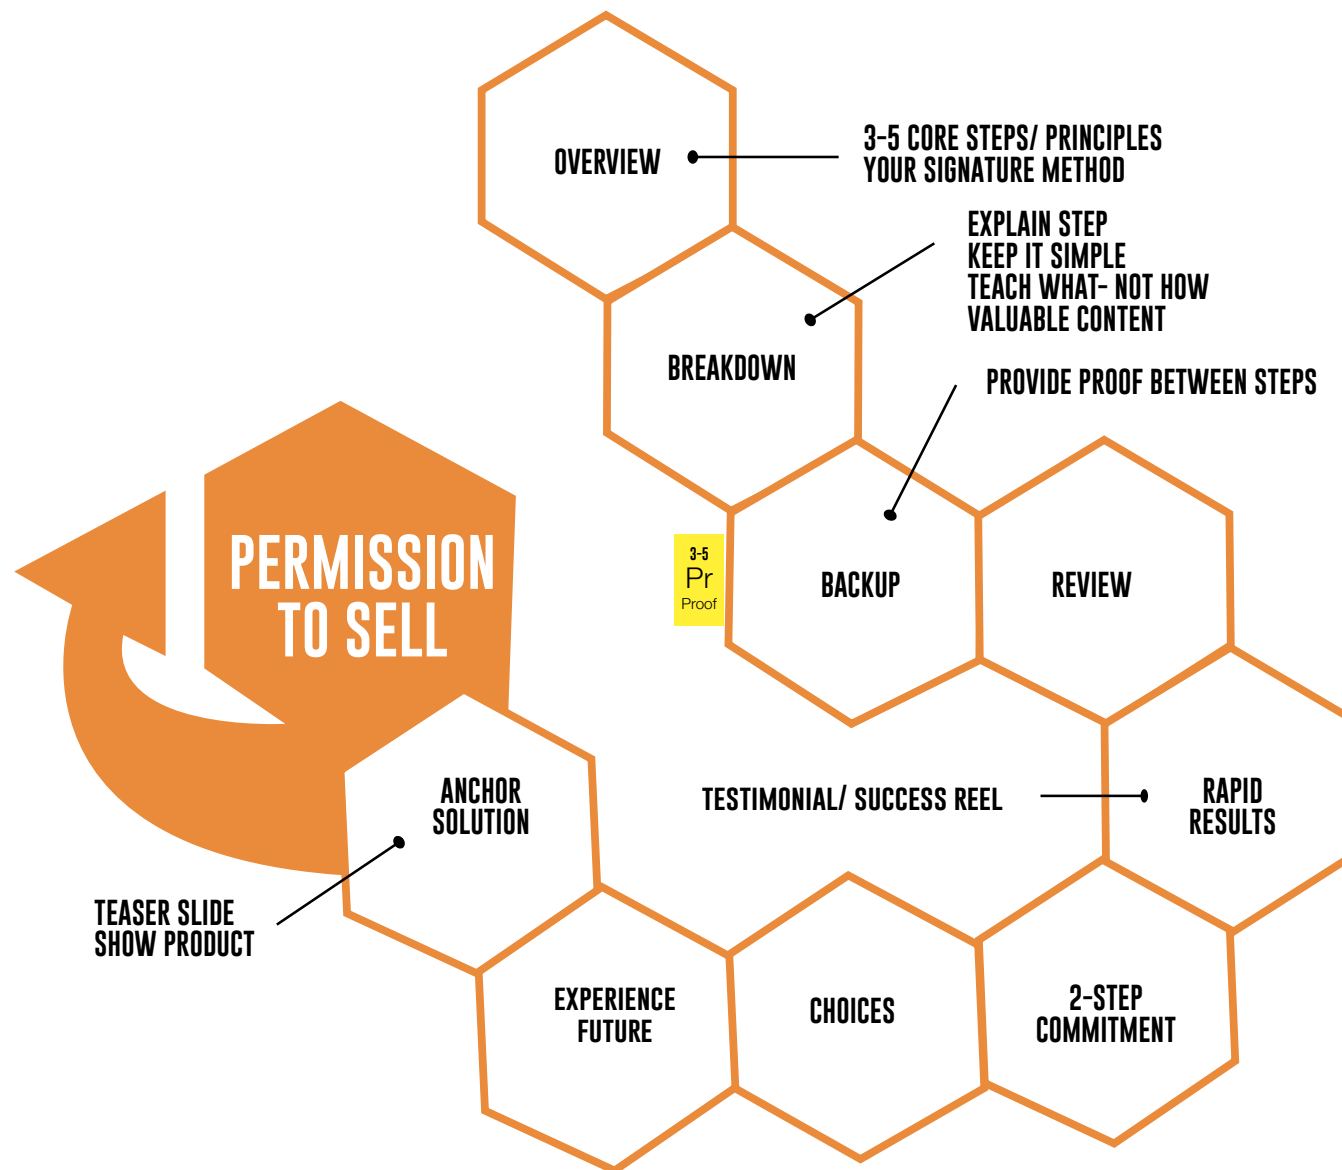 OVERVIEW
3-5 CORE STEPS/ PRINCIPLES
YOUR SIGNATURE METHOD
EXPLAIN STEP
KEEP IT SIMPLE
TEACH WHAT- NOT HOW
VALUABLE CONTENT
BREAKDOWN
PROVIDE PROOF BETWEEN STEPS
3-5
Pr
Proof
BACKUP
REVIEW
PERMISSION
TO SELL
TESTIMONIAL/ SUCCESS REEL
RAPID
RESULTS
ANCHOR
SOLUTION
TEASER SLIDE
SHOW PRODUCT
EXPERIENCE
FUTURE
CHOICES
2-STEP
COMMITMENT